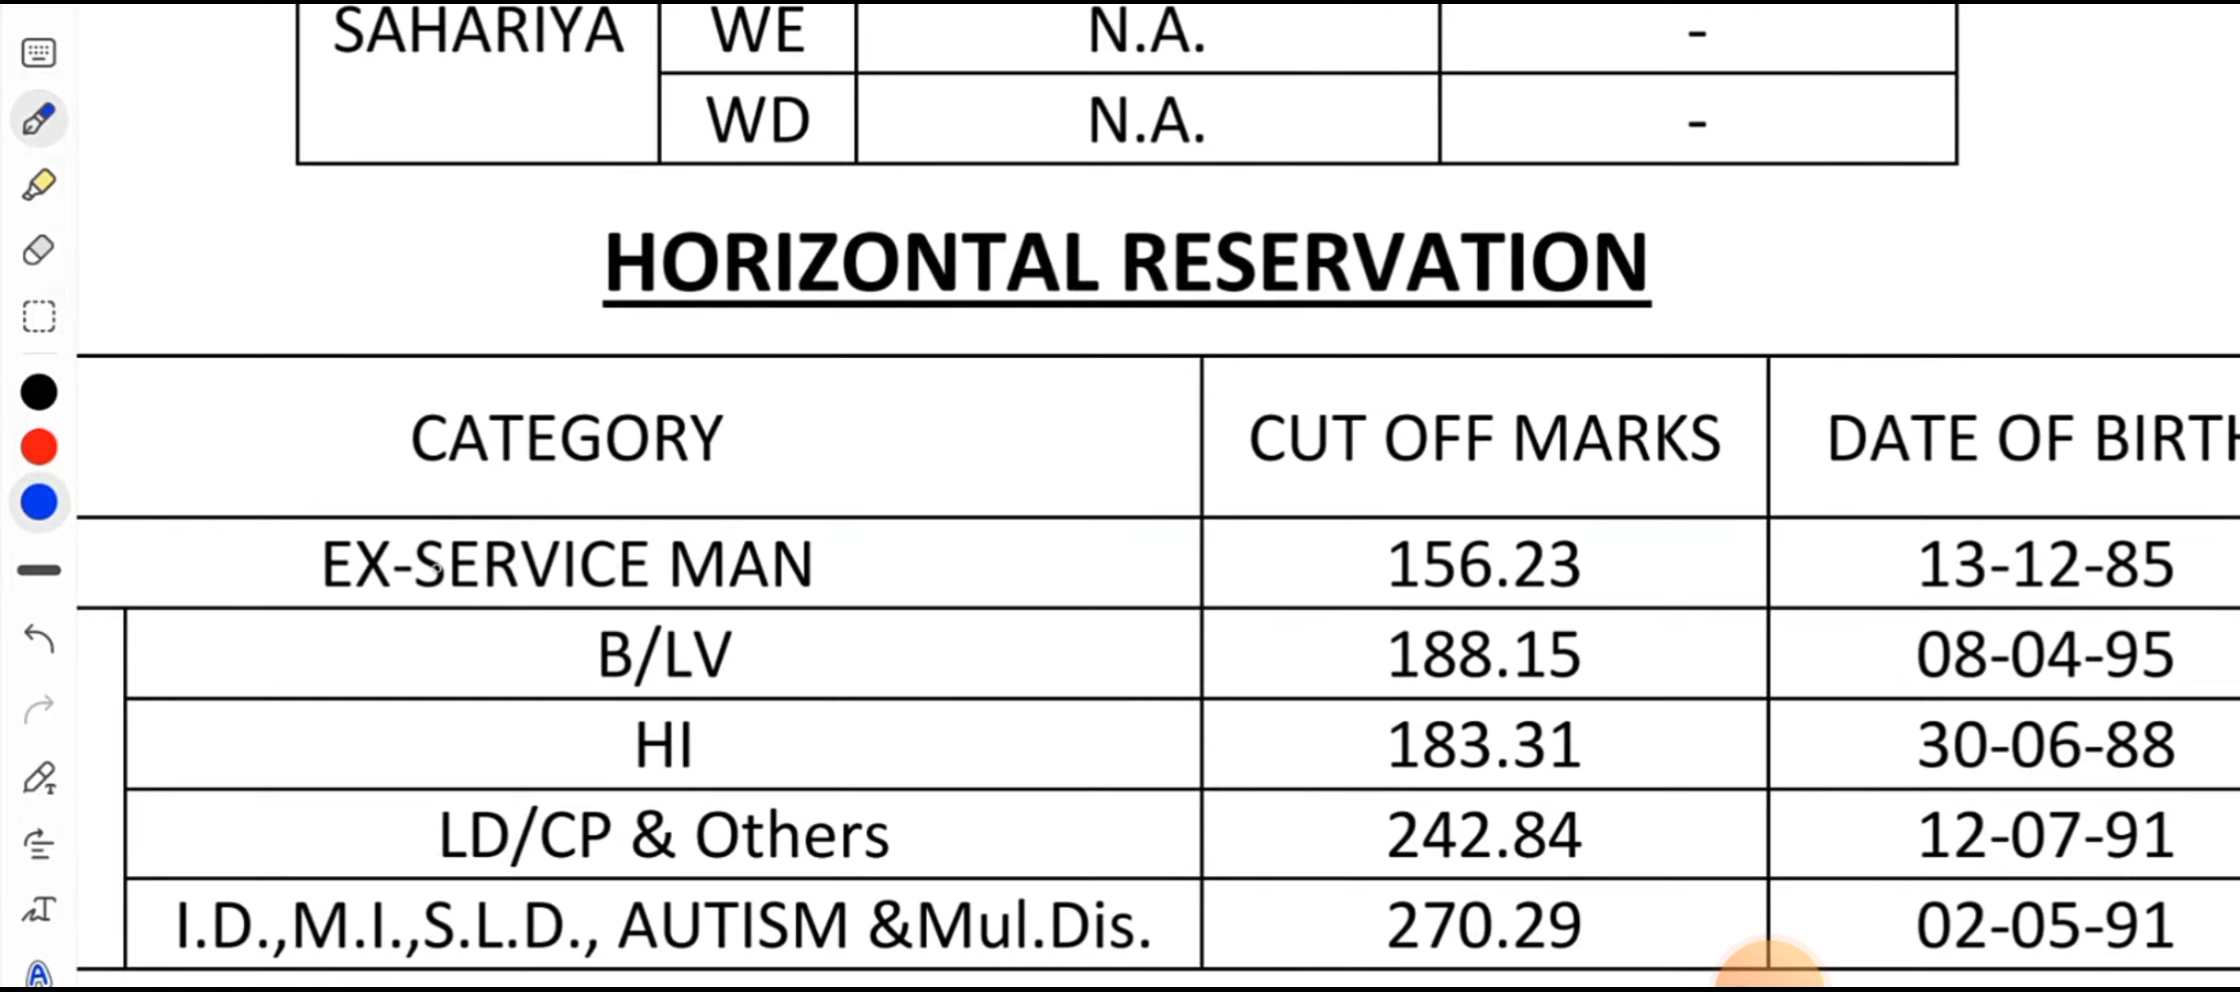 SAHARIYA WE N.A. -
WD N.A. -
HORIZONTAL RESERVATION
CATEGORY CUT OFF MARKS DATE OF BIRTH
EX-SERVICE MAN 156.23 13-12-85
B/LV 188.15 08-04-95
HI 183.31 30-06-88
LD/CP & Others 242.84 12-07-91
I.D.,M.I.,S.L.D., AUTISM &Mul.Dis. 270.29 02-05-91